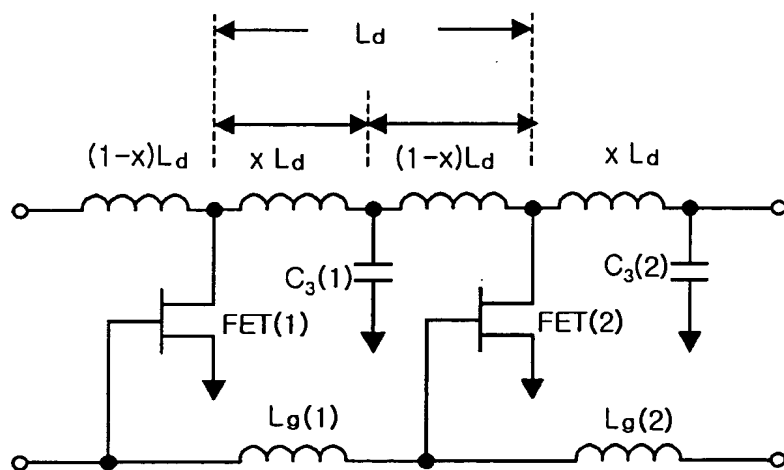 Ld
(1-x)Ld
x Ld
(1-x)Ld
x Ld
C3(1)
C3(2)
FET(1)
FET(2)
Lg(1)
Lg(2)